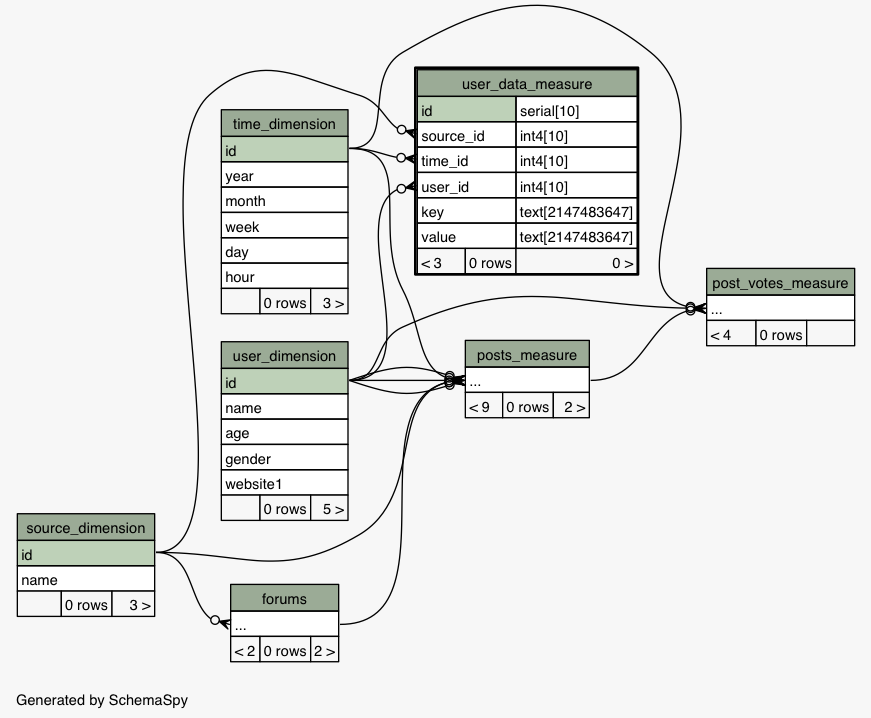 user_data_measure
id serial[10]
source_id int4[10]
time_id int4[10]
user_id int4[10]
key text[2147483647]
value text[2147483647]
< 3 0 rows 0 >
time_dimension
id
year
month
week
day
hour
0 rows 3 >
post_votes_measure
...
< 4 0 rows
user_dimension
id
name
age
gender
website1
0 rows 5 >
posts_measure
...
< 9 0 rows 2 >
source_dimension
id
name
0 rows 3 >
forums
...
< 2 0 rows 2 >
Generated by SchemaSpy